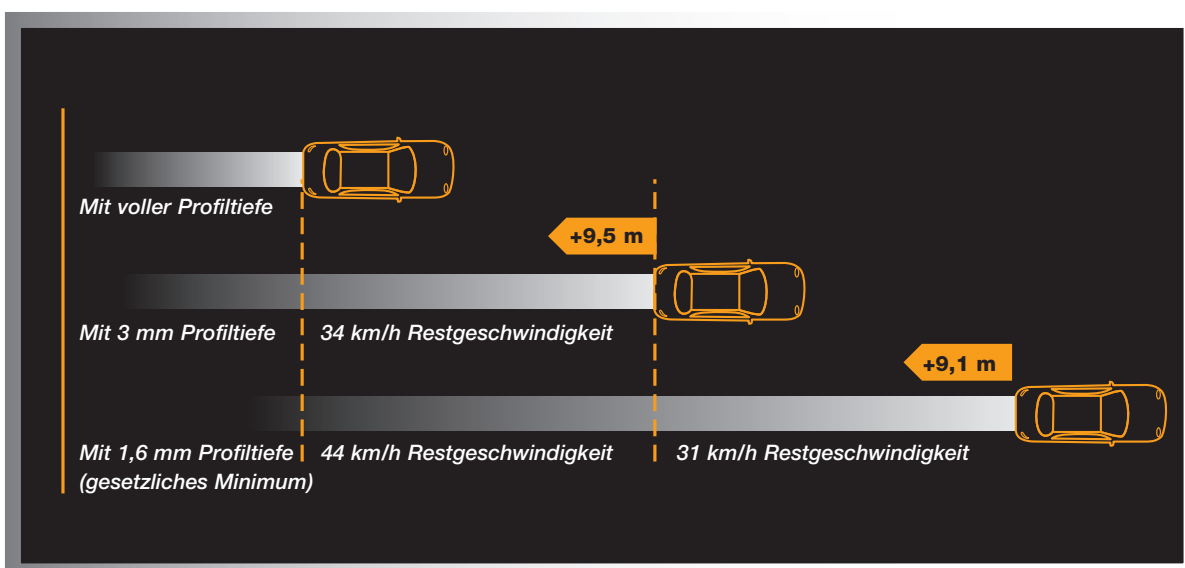 Mit voller Profiltiefe
+9,5 m
Mit 3 mm Profiltiefe
34 km/h Restgeschwindigkeit
+9,1 m
Mit 1,6 mm Profiltiefe
(gesetzliches Minimum)
44 km/h Restgeschwindigkeit
31 km/h Restgeschwindigkeit